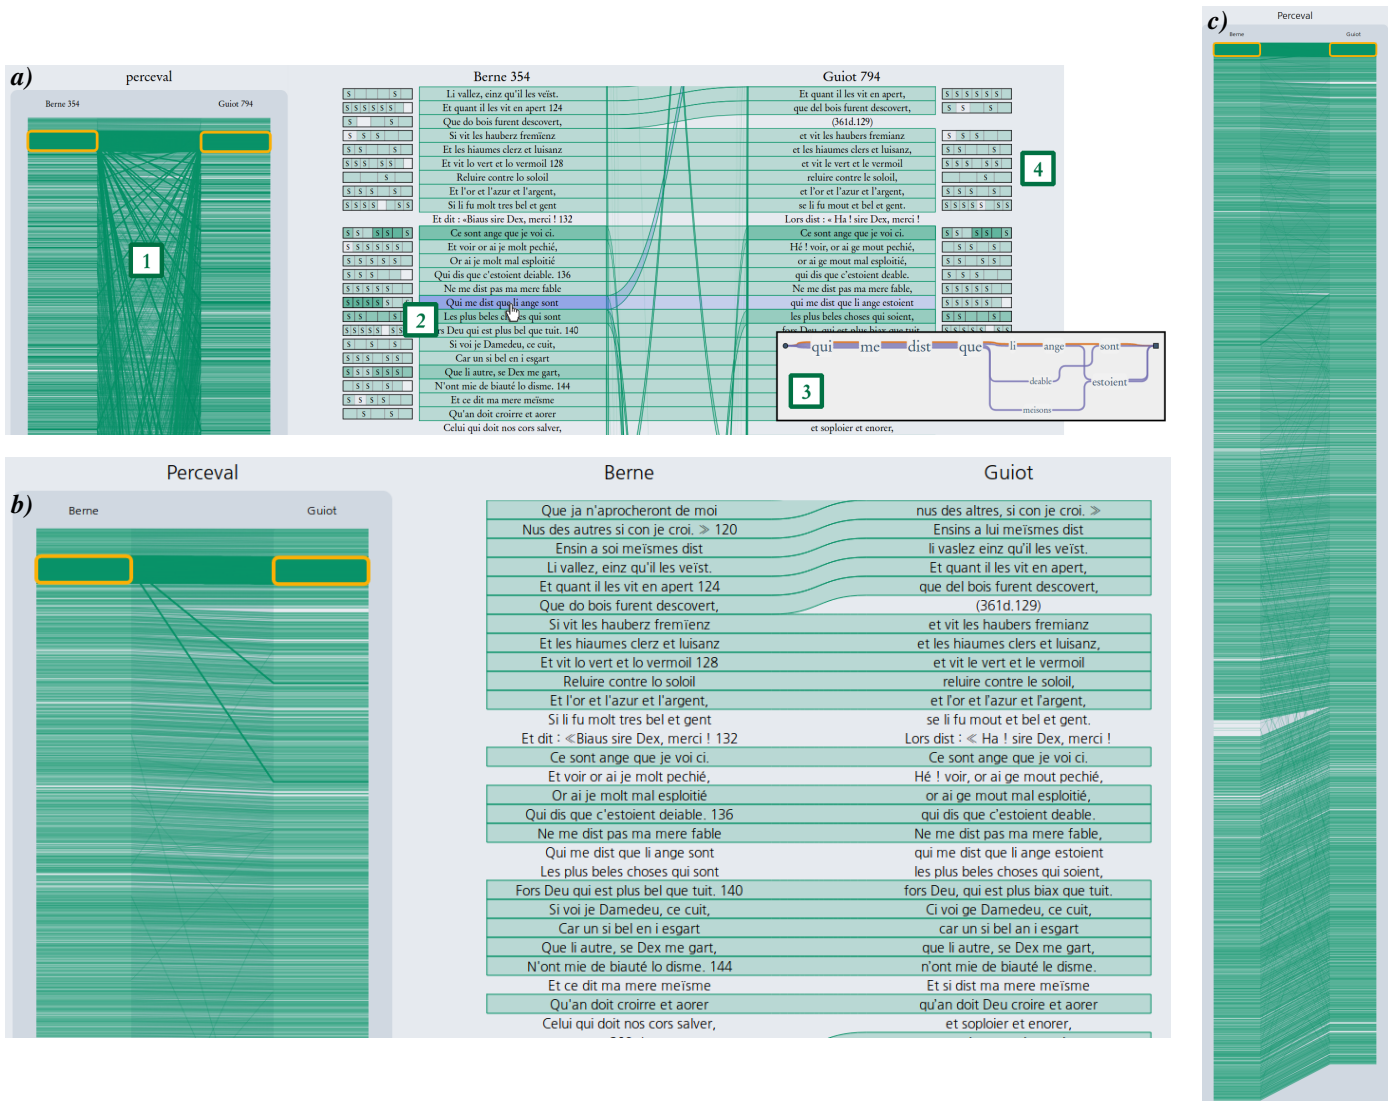 a)
perceval
Berne 354
Guiot 794
1
Berne 354
Guiot 794
Li vallez, einz qu'il les veïst.
Et quant il les vit en apert,
Et quant il les vit en apert 124
que del bois furent descovert,
Que do bois furent descovert,
(361d.129)
Si vit les hauberz fremïenz
et vit les haubers fremianz
Et les hiaumes clerz et luisanz
et les hiaumes clers et luisanz,
Et vit lo vert et lo vermoil 128
et vit le vert et le vermoil
Reluire contre lo soloil
reluire contre le soloil,
Et l'or et l'azur et l'argent,
et l'or et l'azur et l'argent,
Si li fu molt tres bel et gent
se li fu mout et bel et gent.
Et dit : «Biaus sire Dex, merci ! 132
Lors dist : « Ha ! sire Dex, merci !
Ce sont ange que je voi ci.
Ce sont ange que je voi ci.
Et voir or ai je molt pechié,
Hé ! voir, or ai ge mout pechié,
Or ai je molt mal esploitié
or ai ge mout mal esploitié,
Qui dis que c'estoient deiable. 136
qui dis que c'estoient deable.
Ne me dist pas ma mere fable
Ne me dist pas ma mere fable,
Qui me dist que li ange sont
qui me dist que li ange estoient
Les plus beles choses qui sont
les plus beles choses qui soient,
rs Deu qui est plus bel que tuit. 140
fors Deu, qui est plus biax que tuit.
Si voi je Damedeu, ce cuit,
Car un si bel en i esgart
Que li autre, se Dex me gart,
N'ont mie de biauté lo disme. 144
Et ce dit ma mere meïsme
Qu'an doit croirre et aorer
Celui qui doit nos cors salver,
et soploier et enorer,
2
3
4
qui me dist que li ange sont
deable
estoient
meisons
b)
Perceval
Berne
Guiot
Berne
Guiot
Que ja n'aprocheront de moi
nus des altres, si con je croi. ≫
Nus des autres si con je croi. ≫ 120
Ensins a lui meïsmes dist
Ensin a soi meïsmes dist
li vaslez einz qu'il les veïst.
Li vallez, einz qu'il les veïst.
Et quant il les vit en apert,
Et quant il les vit en apert 124
que del bois furent descovert,
Que do bois furent descovert,
(361d.129)
Si vit les hauberz fremïenz
et vit les haubers fremianz
Et les hiaumes clerz et luisanz
et les hiaumes clers et luisanz,
Et vit lo vert et lo vermoil 128
et vit le vert et le vermoil
Reluire contre lo soloil
reluire contre le soloil,
Et l'or et l'azur et l'argent,
et l'or et l'azur et l'argent,
Si li fu molt tres bel et gent
se li fu mout et bel et gent.
Et dit : ≪Biaus sire Dex, merci ! 132
Lors dist : ≪ Ha ! sire Dex, merci !
Ce sont ange que je voi ci.
Ce sont ange que je voi ci.
Et voir or ai je molt pechié,
Hé ! voir, or ai ge mout pechié,
Or ai je molt mal esploitié
or ai ge mout mal esploitié,
Qui dis que c'estoient deiable. 136
qui dis que c'estoient deable.
Ne me dist pas ma mere fable
Ne me dist pas ma mere fable,
Qui me dist que li ange sont
qui me dist que li ange estoient
Les plus beles choses qui sont
les plus beles choses qui soient,
Fors Deu qui est plus bel que tuit. 140
fors Deu, qui est plus biax que tuit.
Si voi je Damedeu, ce cuit,
Ci voi ge Damedeu, ce cuit,
Car un si bel en i esgart
car un si bel an i esgart
Que li autre, se Dex me gart,
que li autre, se Dex me gart,
N'ont mie de biauté lo disme. 144
n'ont mie de biauté le disme.
Et ce dit ma mere meïsme
Et si dist ma mere meïsme
Qu'an doit croirre et aorer
qu'an doit Deu croire et aorer
Celui qui doit nos cors salver,
et soploier et enorer,
c)
Perceval
Berne
Guiot